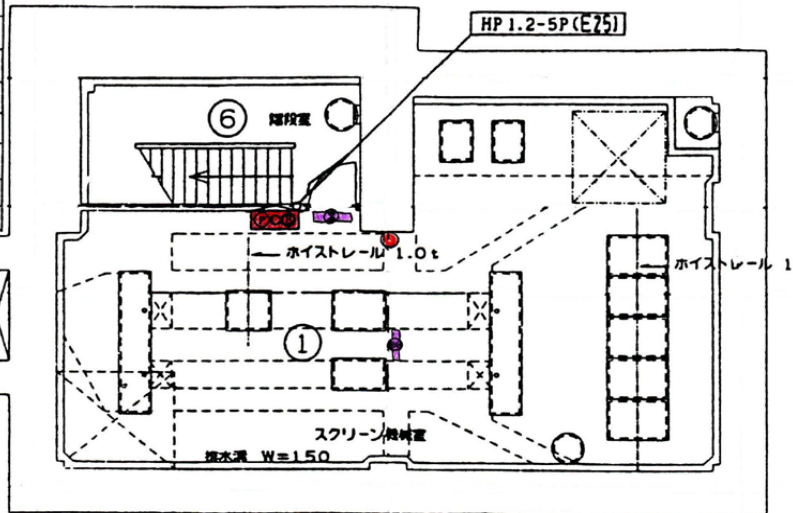 HP 1.2-5P(E25)
⑥ 階段室
ホイストレール 1.0t
ホイストレール 1
①
スクリーン機械室
排水溝 W=150